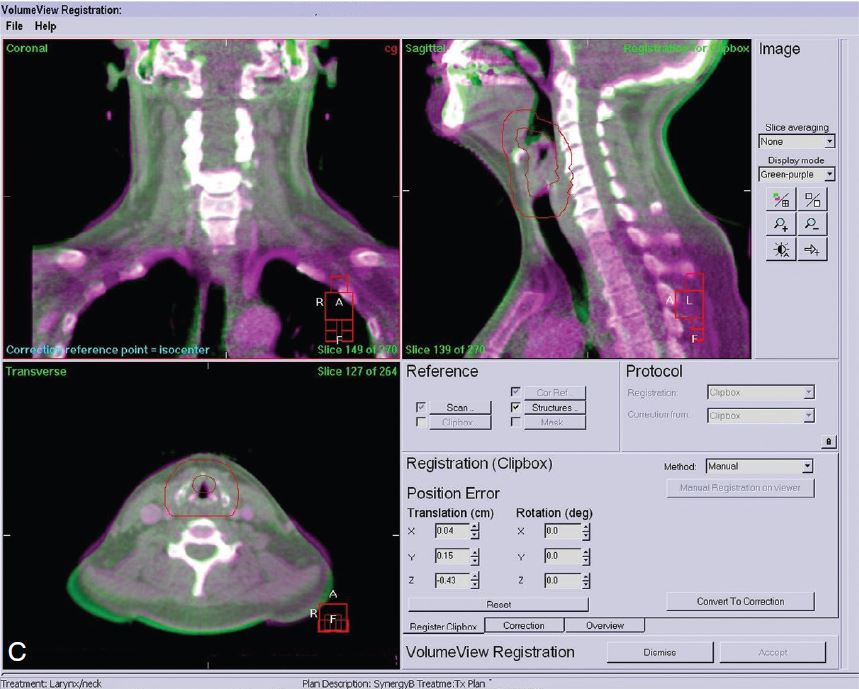 VolumeView Registration:
File Help
Coronal
cg
R A
F
Correction reference point = isocenter
Slice 149 of 270
Sagittal
Registration for Clipbox
A L
F
Slice 139 of 270
Image
Slice averaging
None
Display mode
Green-purple
Transverse
Slice 127 of 264
A
R F
C
Reference
Cor Ref...
Scan...
Structures...
Clipbox
Mask
Protocol
Registration: Clipbox
Correction from: Clipbox
Registration (Clipbox)
Method: Manual
Manual Registration on viewer
Position Error
Translation (cm) Rotation (deg)
X 0.04 X 0.0
Y 0.15 Y 0.0
Z -0.43 Z 0.0
Reset
Convert To Correction
Register Clipbox Correction Overview
VolumeView Registration Dismiss Accept
Treatment: Larynx/neck Plan Description: SynergyB Treatme:Tx Plan